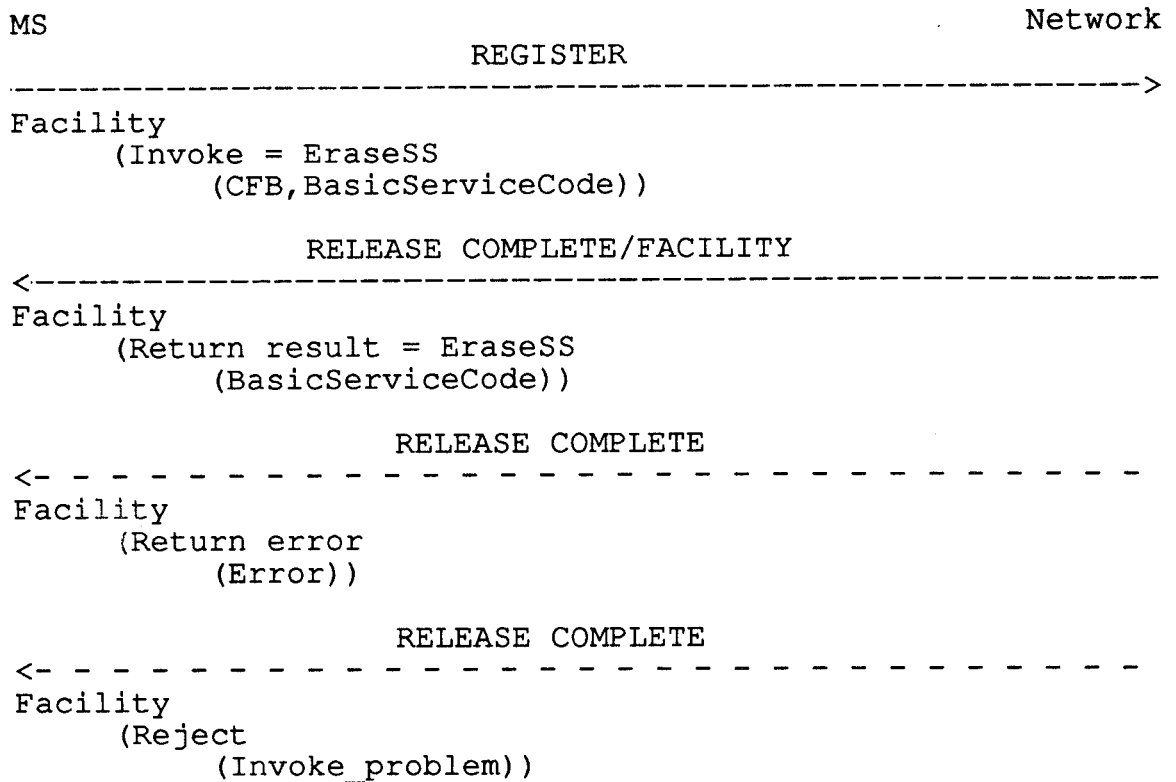 MS Network
REGISTER
------------------------------------------------------------>
Facility
(Invoke = EraseSS
(CFB,BasicServiceCode))
RELEASE COMPLETE/FACILITY
<------------------------------------------------------------
Facility
(Return result = EraseSS
(BasicServiceCode))
RELEASE COMPLETE
<- - - - - - - - - - - - - - - - - - - - - - - - - - - - -
Facility
(Return error
(Error))
RELEASE COMPLETE
<- - - - - - - - - - - - - - - - - - - - - - - - - - - - -
Facility
(Reject
(Invoke_problem))